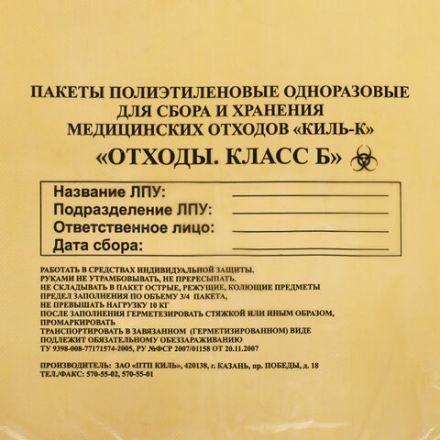 ПАКЕТЫ ПОЛИЭТИЛЕНОВЫЕ ОДНОРАЗОВЫЕ
ДЛЯ СБОРА И ХРАНЕНИЯ
МЕДИЦИНСКИХ ОТХОДОВ «КИЛЬ-К»
«ОТХОДЫ. КЛАСС Б»
Название ЛПУ:
Подразделение ЛПУ:
Ответственное лицо:
Дата сбора:
РАБОТАТЬ В СРЕДСТВАХ ИНДИВИДУАЛЬНОЙ ЗАЩИТЫ.
РУКАМИ НЕ УТРАМБОВЫВАТЬ, НЕ ПРЕРЕСЫПАТЬ.
НЕ СКЛАДЫВАТЬ В ПАКЕТ ОСТРЫЕ, РЕЖУЩИЕ, КОЛЮЩИЕ ПРЕДМЕТЫ
ПРЕДЕЛ ЗАПОЛНЕНИЯ ПО ОБЪЕМУ 3/4 ПАКЕТА,
НЕ ПРЕВЫШАТЬ НАГРУЗКУ 10 КГ
ПОСЛЕ ЗАПОЛНЕНИЯ ГЕРМЕТЕЗИРОВАТЬ СТЯЖКОЙ ИЛИ ИНЫМ ОБРАЗОМ,
ПРОМАРКИРОВАТЬ
ТРАНСПОРТИРОВАТЬ В ЗАВЯЗАННОМ (ГЕРМЕТИЗИРОВАННОМ) ВИДЕ
ПОДЛЕЖИТ ОБЯЗАТЕЛЬНОМУ ОБЕЗЗАРАЖИВАНИЮ
ТУ 9398-008-77171574-2005, РУ №ФСР 2007/01158 ОТ 20.11.2007
ПРОИЗВОДИТЕЛЬ: ЗАО «ПТП КИЛЬ», 420138, г. КАЗАНЬ, пр. ПОБЕДЫ, д. 18
ТЕЛ./ФАКС: 570-55-02, 570-55-01